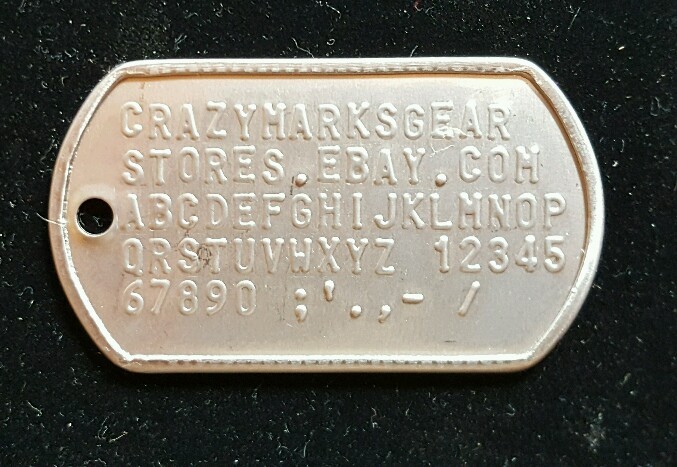 CRAZYMARKSGEAR
STORES.EBAY.COM
ABCDEFGHIJKLMNOP
QRSTUVWXYZ 12345
67890 ;'.,- /